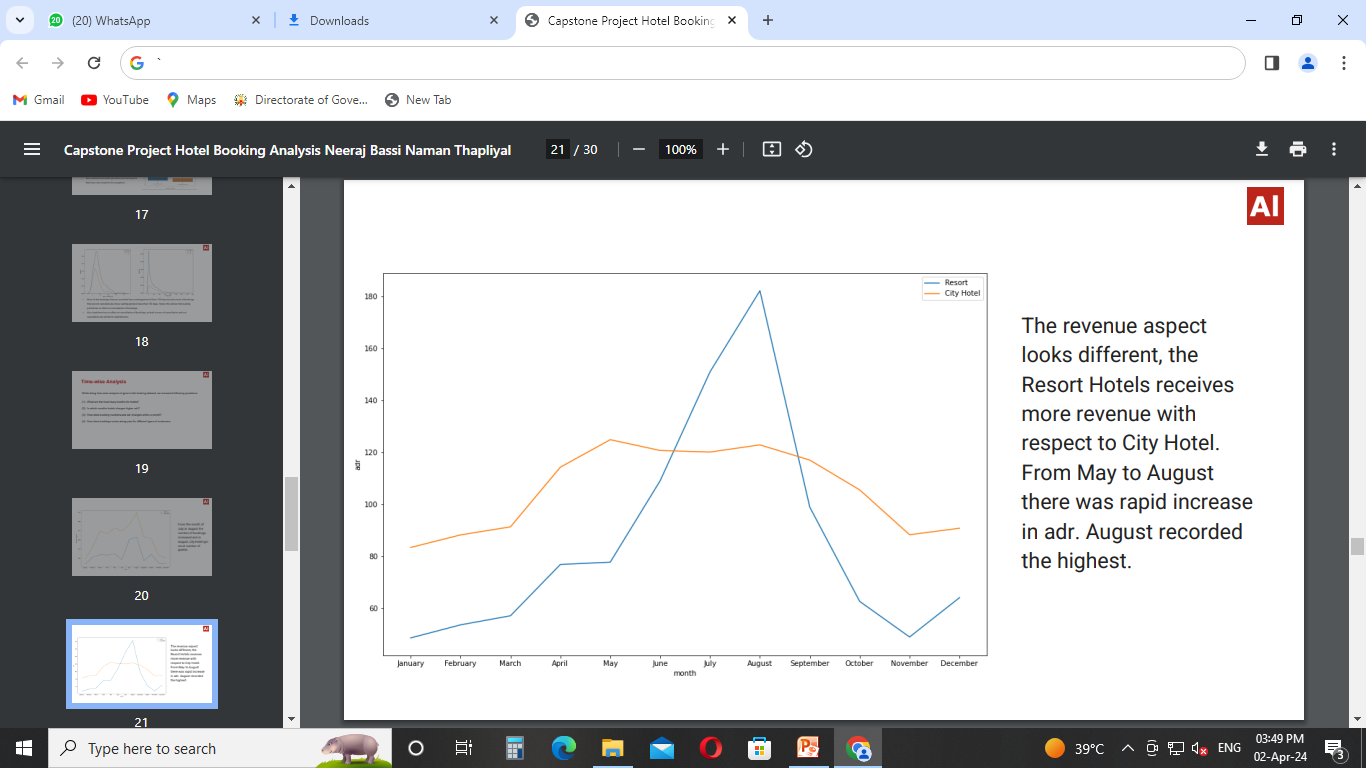 (20) WhatsApp
Downloads
Capstone Project Hotel Booking
`
Gmail
YouTube
Maps
Directorate of Gove...
New Tab
Capstone Project Hotel Booking Analysis Neeraj Bassi Naman Thapliyal
21 / 30
100%
17
18
Time-wise Analysis
19
20
21
AI
Resort
City Hotel
180
160
140
120
100
80
60
adr
January February March April May June July August September October November December
month
The revenue aspect
looks different, the
Resort Hotels receives
more revenue with
respect to City Hotel.
From May to August
there was rapid increase
in adr. August recorded
the highest.
Type here to search
39°C
ENG
03:49 PM
02-Apr-24
3